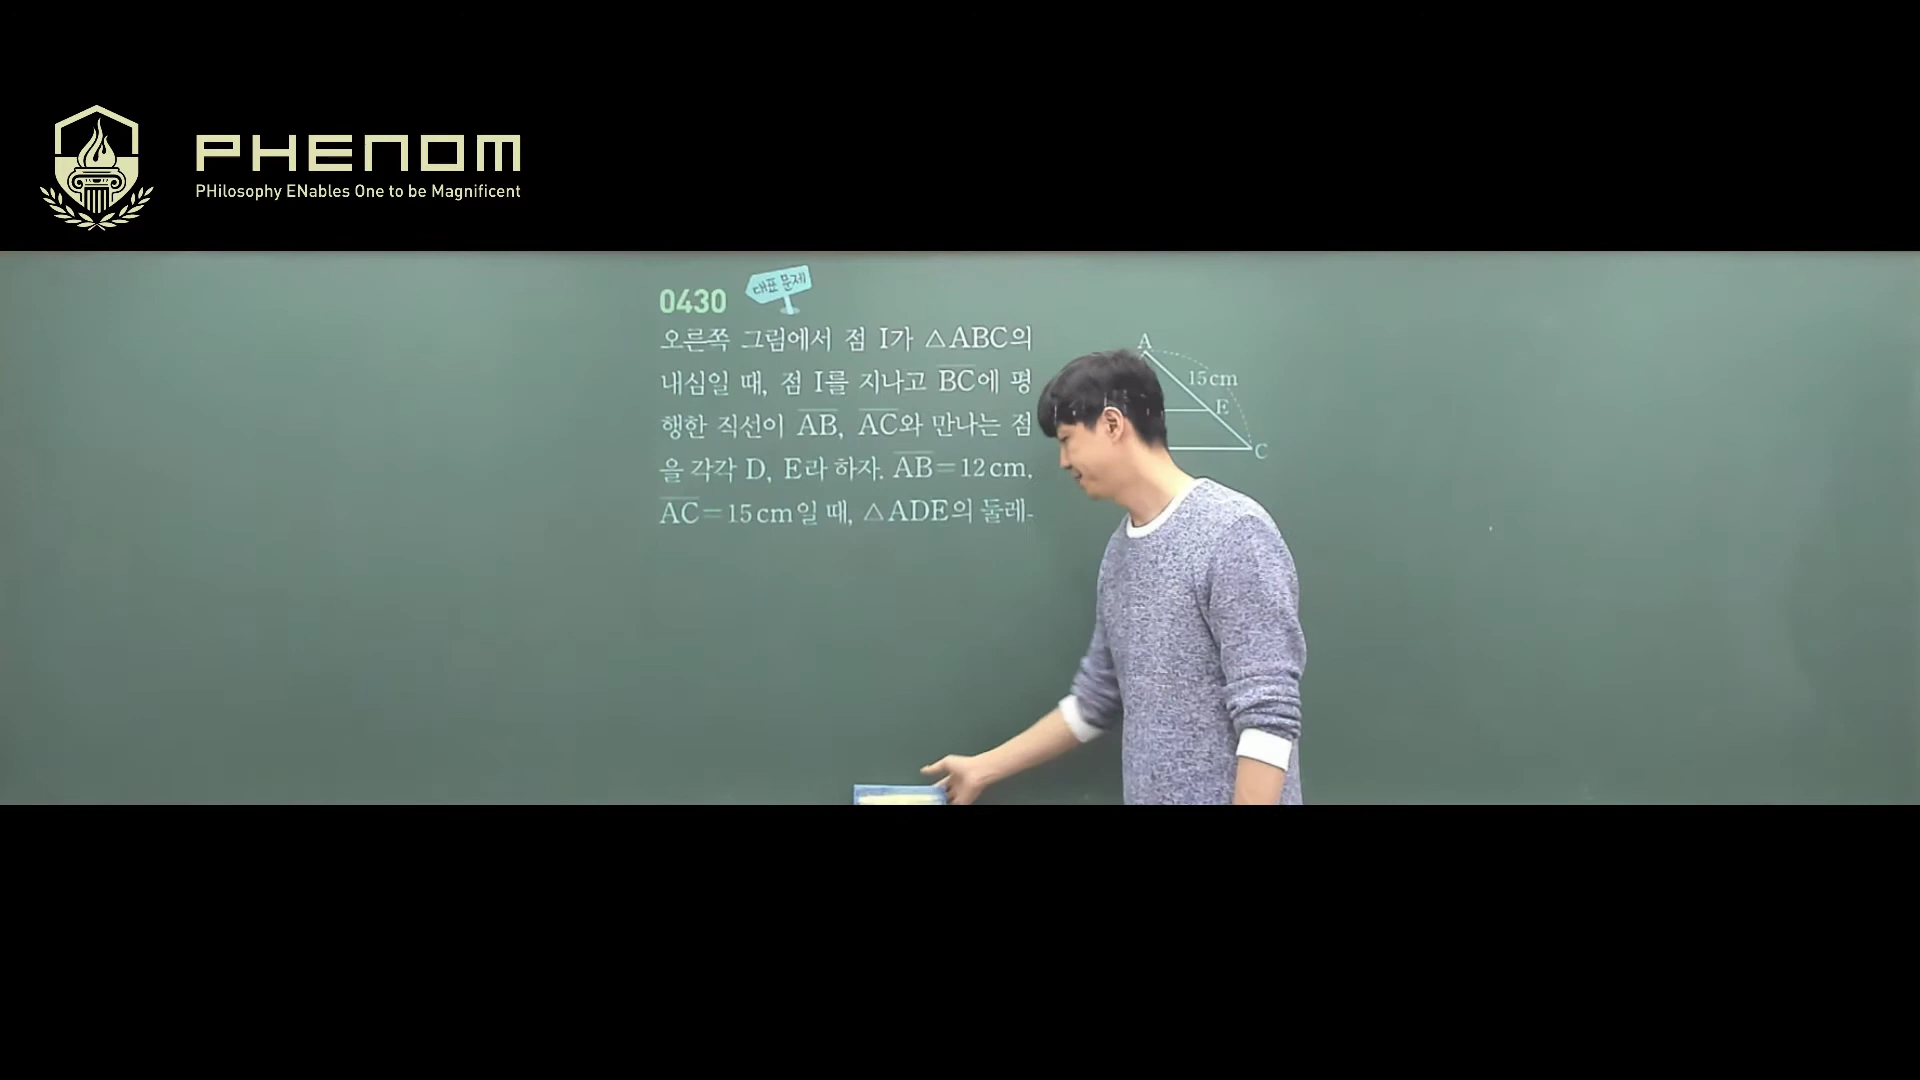 PHENOM
PHilosophy ENables One to be Magnificent
0430
대표 문제
오른쪽 그림에서 점 I가 △ABC의
내심일 때, 점 I를 지나고 BC에 평
행한 직선이 AB, AC와 만나는 점
을 각각 D, E라 하자. AB=12cm,
AC=15cm일 때, △ADE의 둘레
A
15cm
E
C